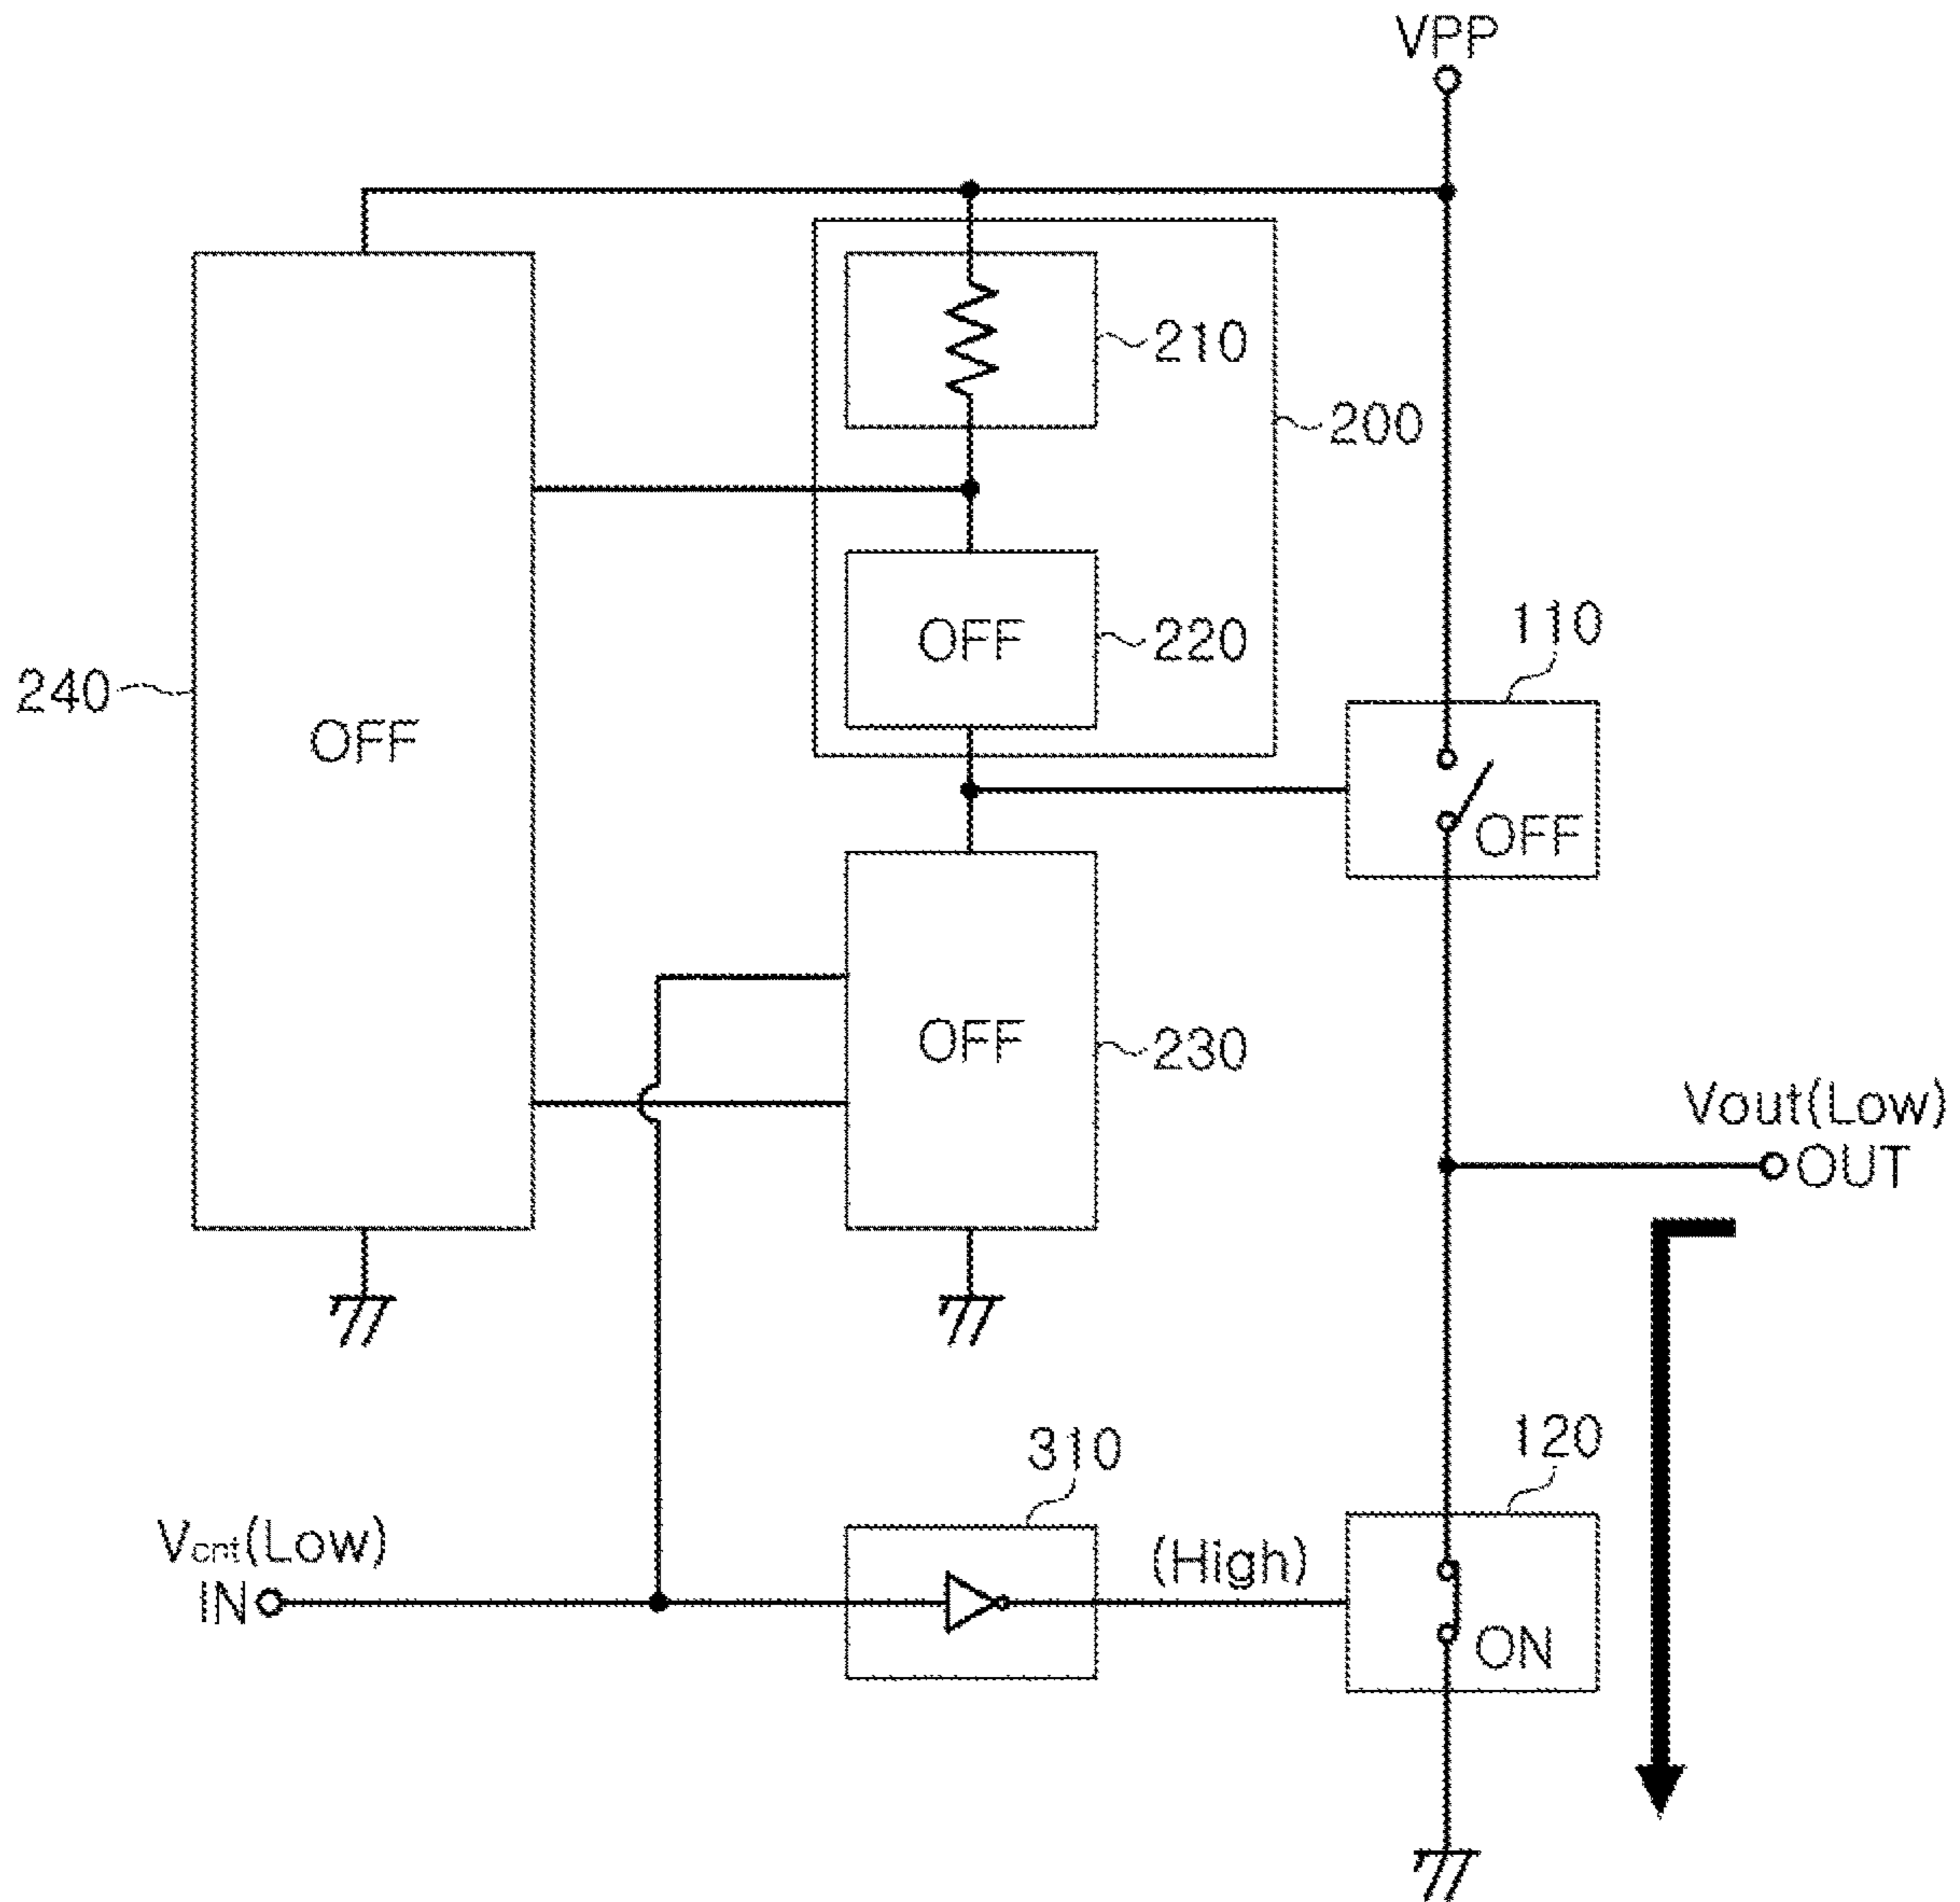 VPP
210
200
OFF
220
110
240
OFF
OFF
OFF
230
Vout(Low)
OUT
310
120
Vcnt(Low)
(High)
IN
ON